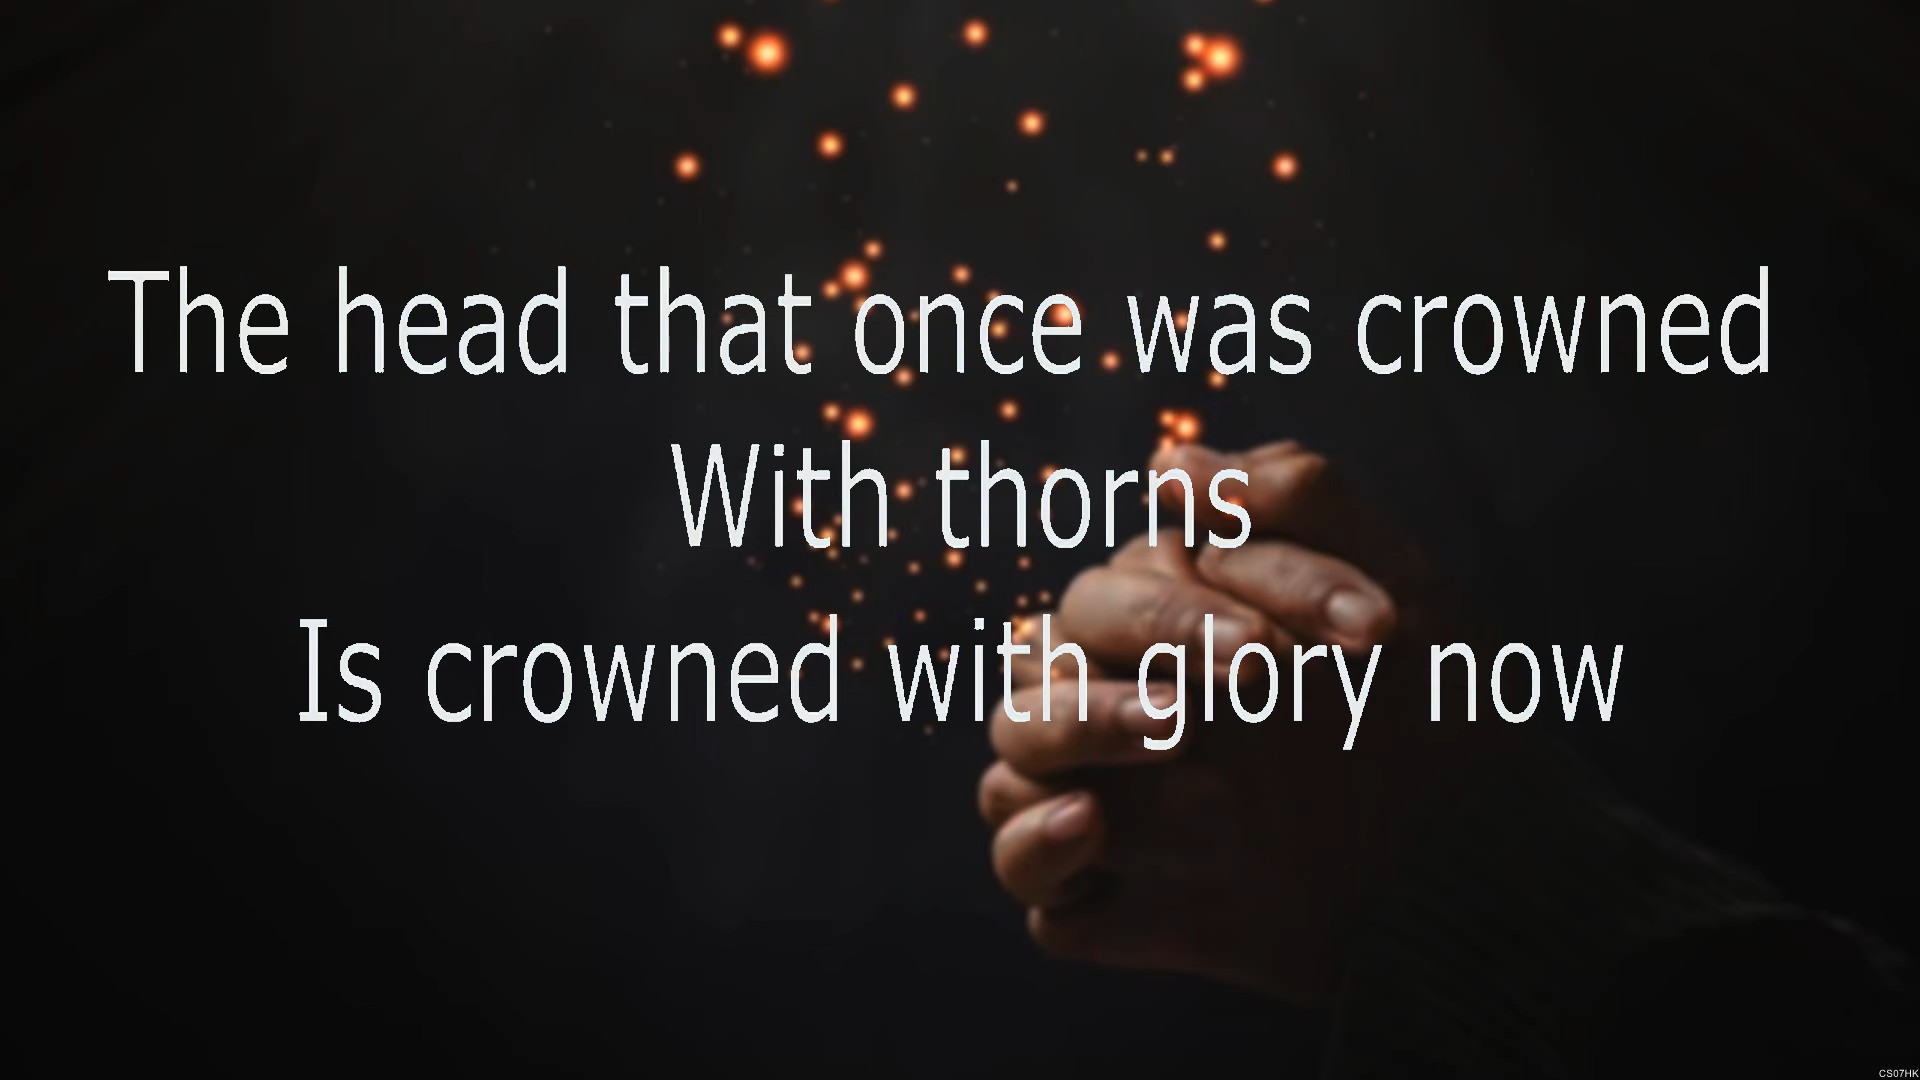 The head that once was crowned
With thorns
Is crowned with glory now
CS07HK